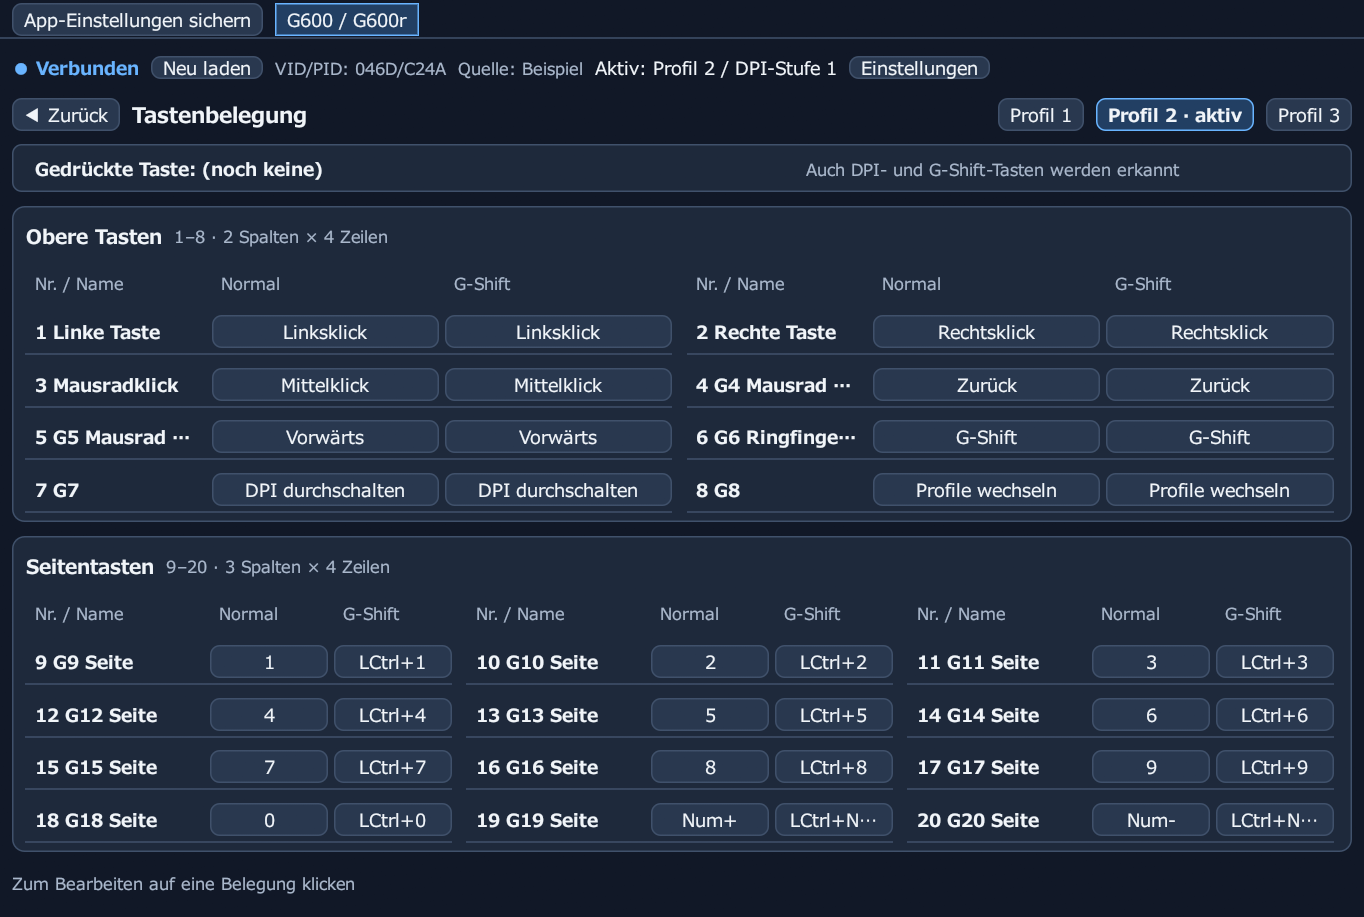 App-Einstellungen sichern G600 / G600r
Verbunden Neu laden VID/PID: 046D/C24A Quelle: Beispiel Aktiv: Profil 2 / DPI-Stufe 1 Einstellungen
◀ Zurück Tastenbelegung Profil 1 Profil 2 · aktiv Profil 3
Gedrückte Taste: (noch keine) Auch DPI- und G-Shift-Tasten werden erkannt
Obere Tasten 1–8 · 2 Spalten × 4 Zeilen
Nr. / Name Normal G-Shift Nr. / Name Normal G-Shift
1 Linke Taste Linksklick Linksklick 2 Rechte Taste Rechtsklick Rechtsklick
3 Mausradklick Mittelklick Mittelklick 4 G4 Mausrad ⋯ Zurück Zurück
5 G5 Mausrad ⋯ Vorwärts Vorwärts 6 G6 Ringfinge⋯ G-Shift G-Shift
7 G7 DPI durchschalten DPI durchschalten 8 G8 Profile wechseln Profile wechseln
Seitentasten 9–20 · 3 Spalten × 4 Zeilen
Nr. / Name Normal G-Shift Nr. / Name Normal G-Shift Nr. / Name Normal G-Shift
9 G9 Seite 1 LCtrl+1 10 G10 Seite 2 LCtrl+2 11 G11 Seite 3 LCtrl+3
12 G12 Seite 4 LCtrl+4 13 G13 Seite 5 LCtrl+5 14 G14 Seite 6 LCtrl+6
15 G15 Seite 7 LCtrl+7 16 G16 Seite 8 LCtrl+8 17 G17 Seite 9 LCtrl+9
18 G18 Seite 0 LCtrl+0 19 G19 Seite Num+ LCtrl+N⋯ 20 G20 Seite Num- LCtrl+N⋯
Zum Bearbeiten auf eine Belegung klicken